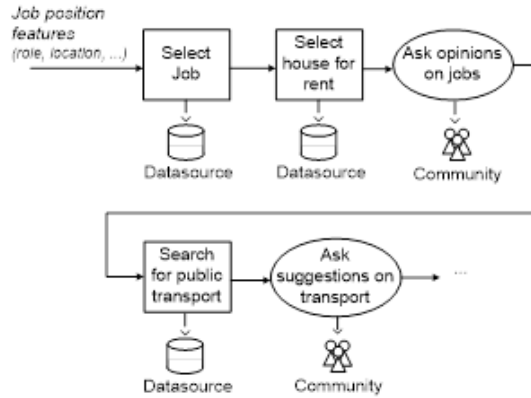 Job position
features
(role, location, ...)
Select
Job
Select
house for
rent
Ask opinions
on jobs
Datasource
Datasource
Community
Search
for public
transport
Ask
suggestions on
transport
...
Datasource
Community